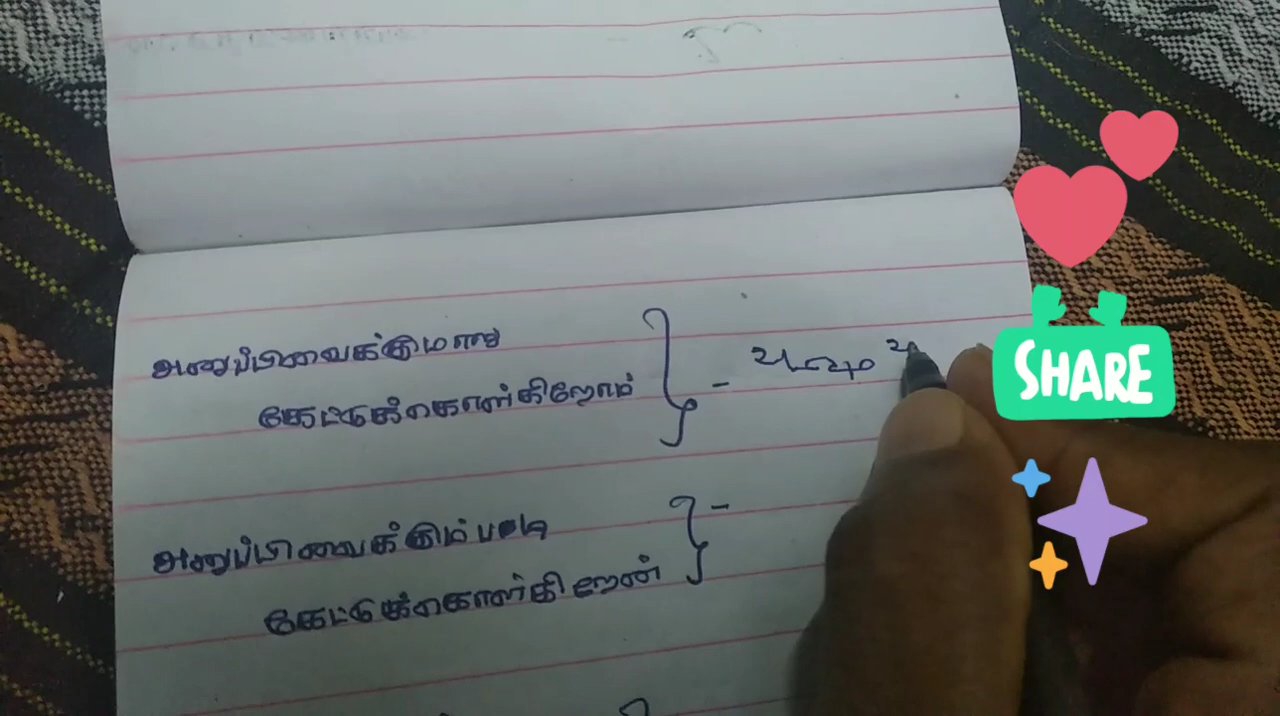 அனுப்பிவைக்குமாறு
கேட்டுக்கொள்கிறோம்
அனுப்பி வைக்கும்படி
கேட்டுக்கொள்கிறேன்
SHARE